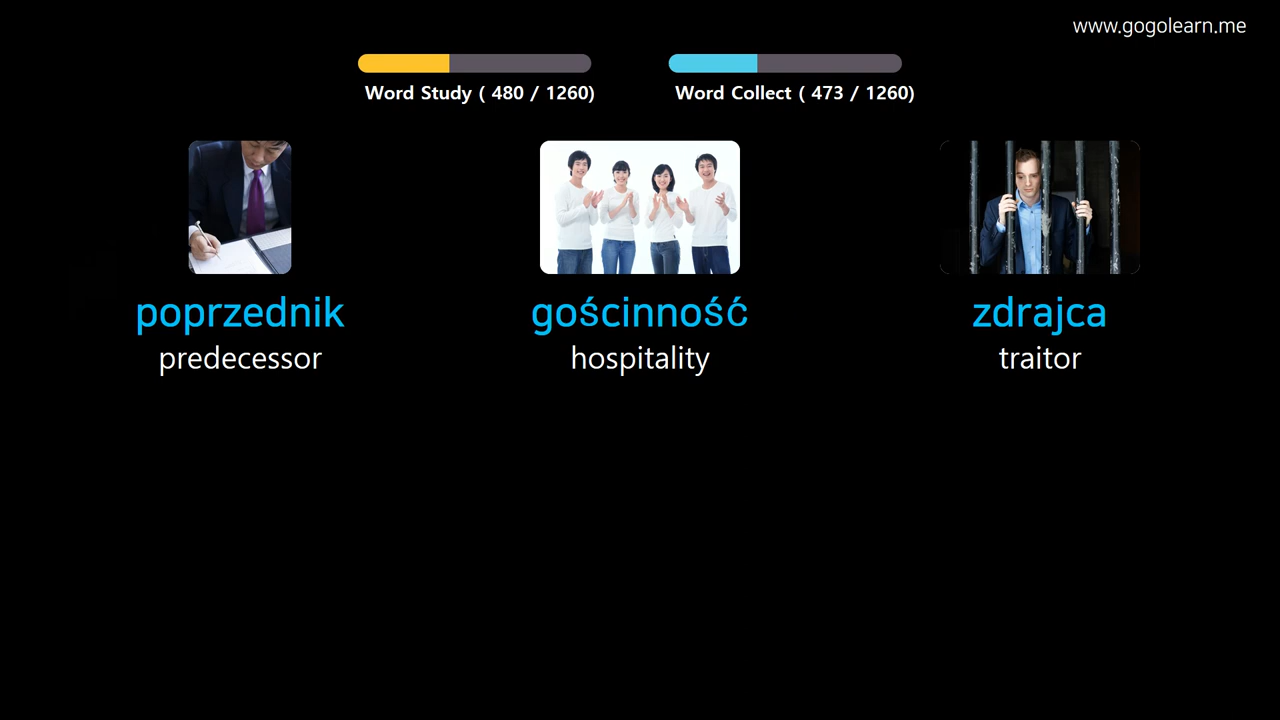 www.gogolearn.me
Word Study ( 480 / 1260)
Word Collect ( 473 / 1260)
poprzednik
predecessor
gościnność
hospitality
zdrajca
traitor